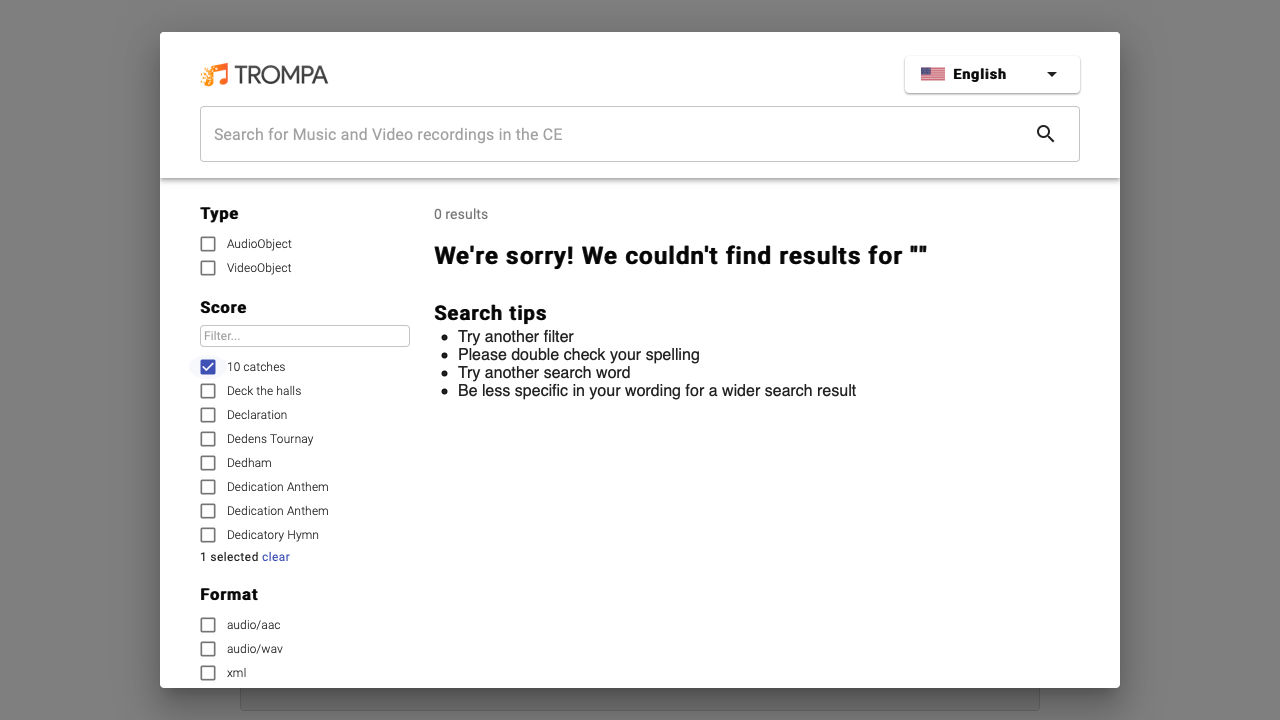 TROMPA
English
Search for Music and Video recordings in the CE
Type
AudioObject
VideoObject
Score
Filter...
10 catches
Deck the halls
Declaration
Dedens Tournay
Dedham
Dedication Anthem
Dedication Anthem
Dedicatory Hymn
1 selected clear
Format
audio/aac
audio/wav
xml
0 results
We're sorry! We couldn't find results for ""
Search tips
Try another filter
Please double check your spelling
Try another search word
Be less specific in your wording for a wider search result